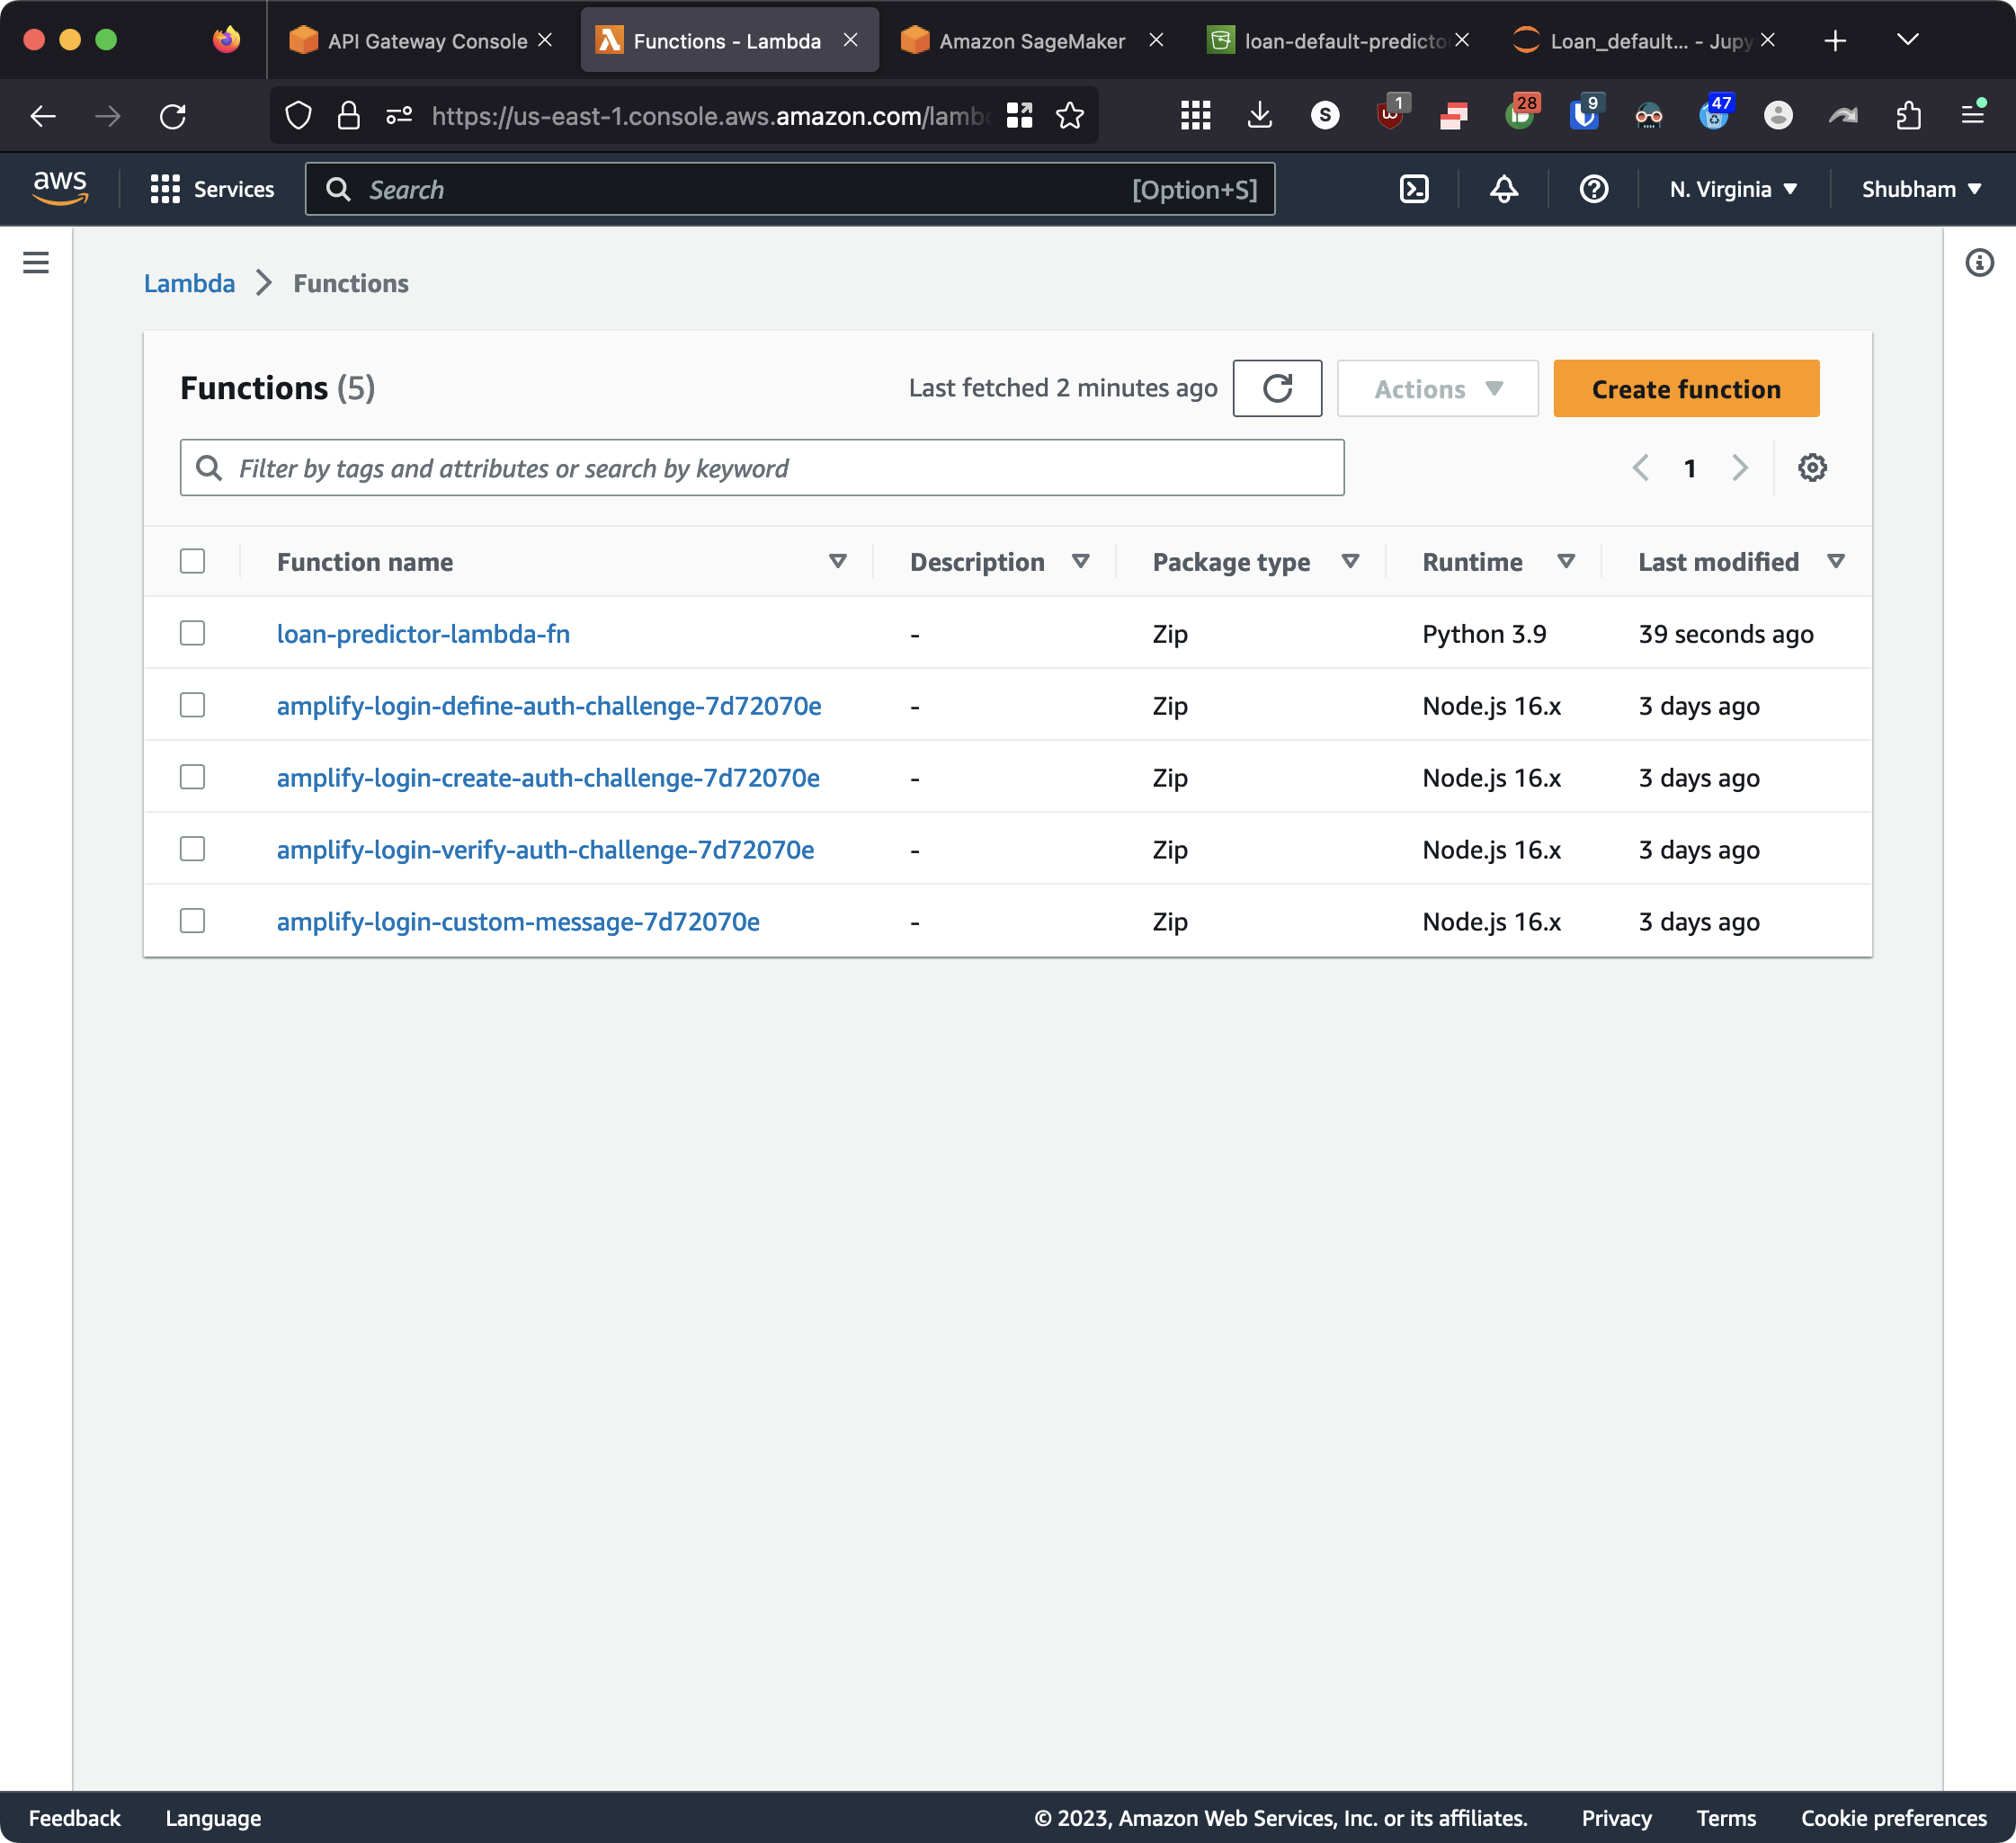 API Gateway Console
Functions - Lambda
Amazon SageMaker
loan-default-predicto
Loan_default... - Jupy
https://us-east-1.console.aws.amazon.com/lamb
S
1
28
9
47
aws
Services
Search
[Option+S]
N. Virginia
Shubham
Lambda
Functions
Functions (5)
Last fetched 2 minutes ago
Actions
Create function
Filter by tags and attributes or search by keyword
1
Function name Description Package type Runtime Last modified
loan-predictor-lambda-fn - Zip Python 3.9 39 seconds ago
amplify-login-define-auth-challenge-7d72070e - Zip Node.js 16.x 3 days ago
amplify-login-create-auth-challenge-7d72070e - Zip Node.js 16.x 3 days ago
amplify-login-verify-auth-challenge-7d72070e - Zip Node.js 16.x 3 days ago
amplify-login-custom-message-7d72070e - Zip Node.js 16.x 3 days ago
Feedback Language © 2023, Amazon Web Services, Inc. or its affiliates. Privacy Terms Cookie preferences